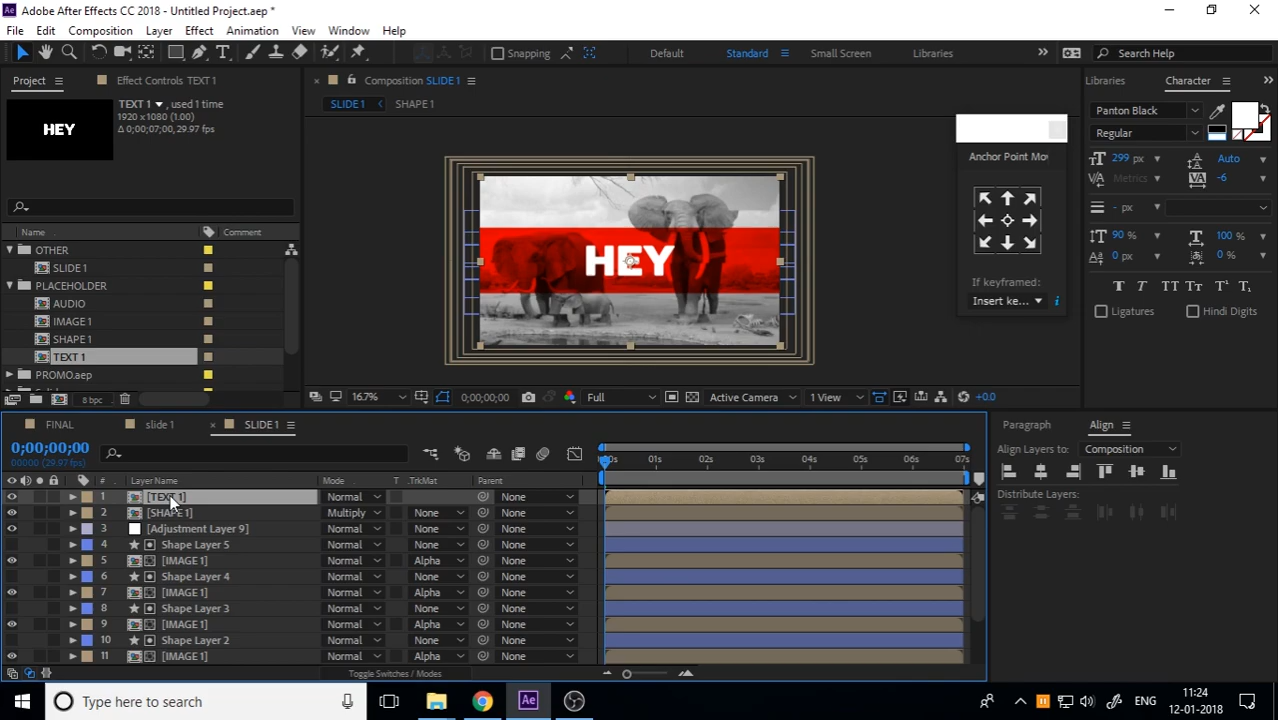 Adobe After Effects CC 2018 - Untitled Project.aep *
File Edit Composition Layer Effect Animation View Window Help
Snapping Default Standard Small Screen Libraries Search Help
Project Effect Controls TEXT 1
TEXT 1 , used 1 time
1920 x 1080 (1.00)
Δ 0;00;07;00, 29.97 fps
HEY
Name Comment
OTHER
SLIDE 1
PLACEHOLDER
AUDIO
IMAGE 1
SHAPE 1
TEXT 1
PROMO.aep
8 bpc
Composition SLIDE 1
SLIDE 1 SHAPE 1
HEY
Anchor Point Mov
If keyframed:
Insert ke...
16.7% 0;00;00;00 Full Active Camera 1 View +0.0
Libraries Character
Panton Black
Regular
299 px Auto
Metrics -6
- px
90 % 100 %
0 px 0 %
T T TT Tr T¹ T₁
Ligatures Hindi Digits
FINAL slide 1 SLIDE 1
0;00;00;00
00000 (29.97 fps)
# Layer Name Mode T .TrkMat Parent
1 [TEXT 1] Normal None
2 [SHAPE 1] Multiply None None
3 [Adjustment Layer 9] Normal None None
4 Shape Layer 5 Normal None None
5 [IMAGE 1] Normal Alpha None
6 Shape Layer 4 Normal None None
7 [IMAGE 1] Normal Alpha None
8 Shape Layer 3 Normal None None
9 [IMAGE 1] Normal Alpha None
10 Shape Layer 2 Normal None None
11 [IMAGE 1] Normal Alpha None
Toggle Switches / Modes
01s 02s 03s 04s 05s 06s 07s
Paragraph Align
Align Layers to: Composition
Distribute Layers:
Type here to search
ENG
11:24
12-01-2018